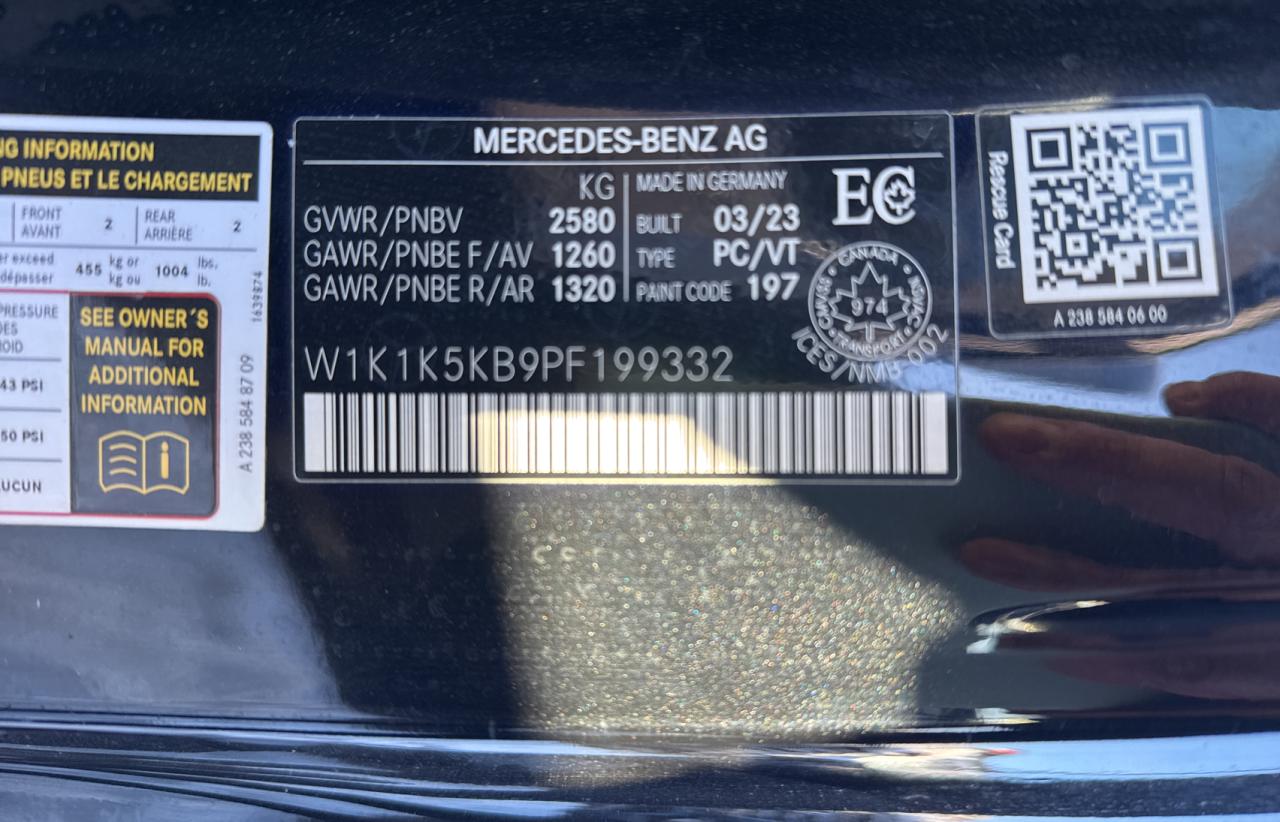 NG INFORMATION
PNEUS ET LE CHARGEMENT
FRONT 2 REAR 2
AVANT ARRIÈRE
er exceed 455 kg or 1004 lbs.
dépasser kg ou lb.
PRESSURE
DES
ROID
43 PSI
50 PSI
UCUN
SEE OWNER´S
MANUAL FOR
ADDITIONAL
INFORMATION
i
1639874
A 238 584 87 09
MERCEDES-BENZ AG
KG
GVWR/PNBV 2580
GAWR/PNBE F/AV 1260
GAWR/PNBE R/AR 1320
MADE IN GERMANY
BUILT 03/23
TYPE PC/VT
PAINT CODE 197
EC
CANADA
974
TRANSPORT
ICES/NMB-002
W1K1K5KB9PF199332
Rescue Card
A 238 584 06 00